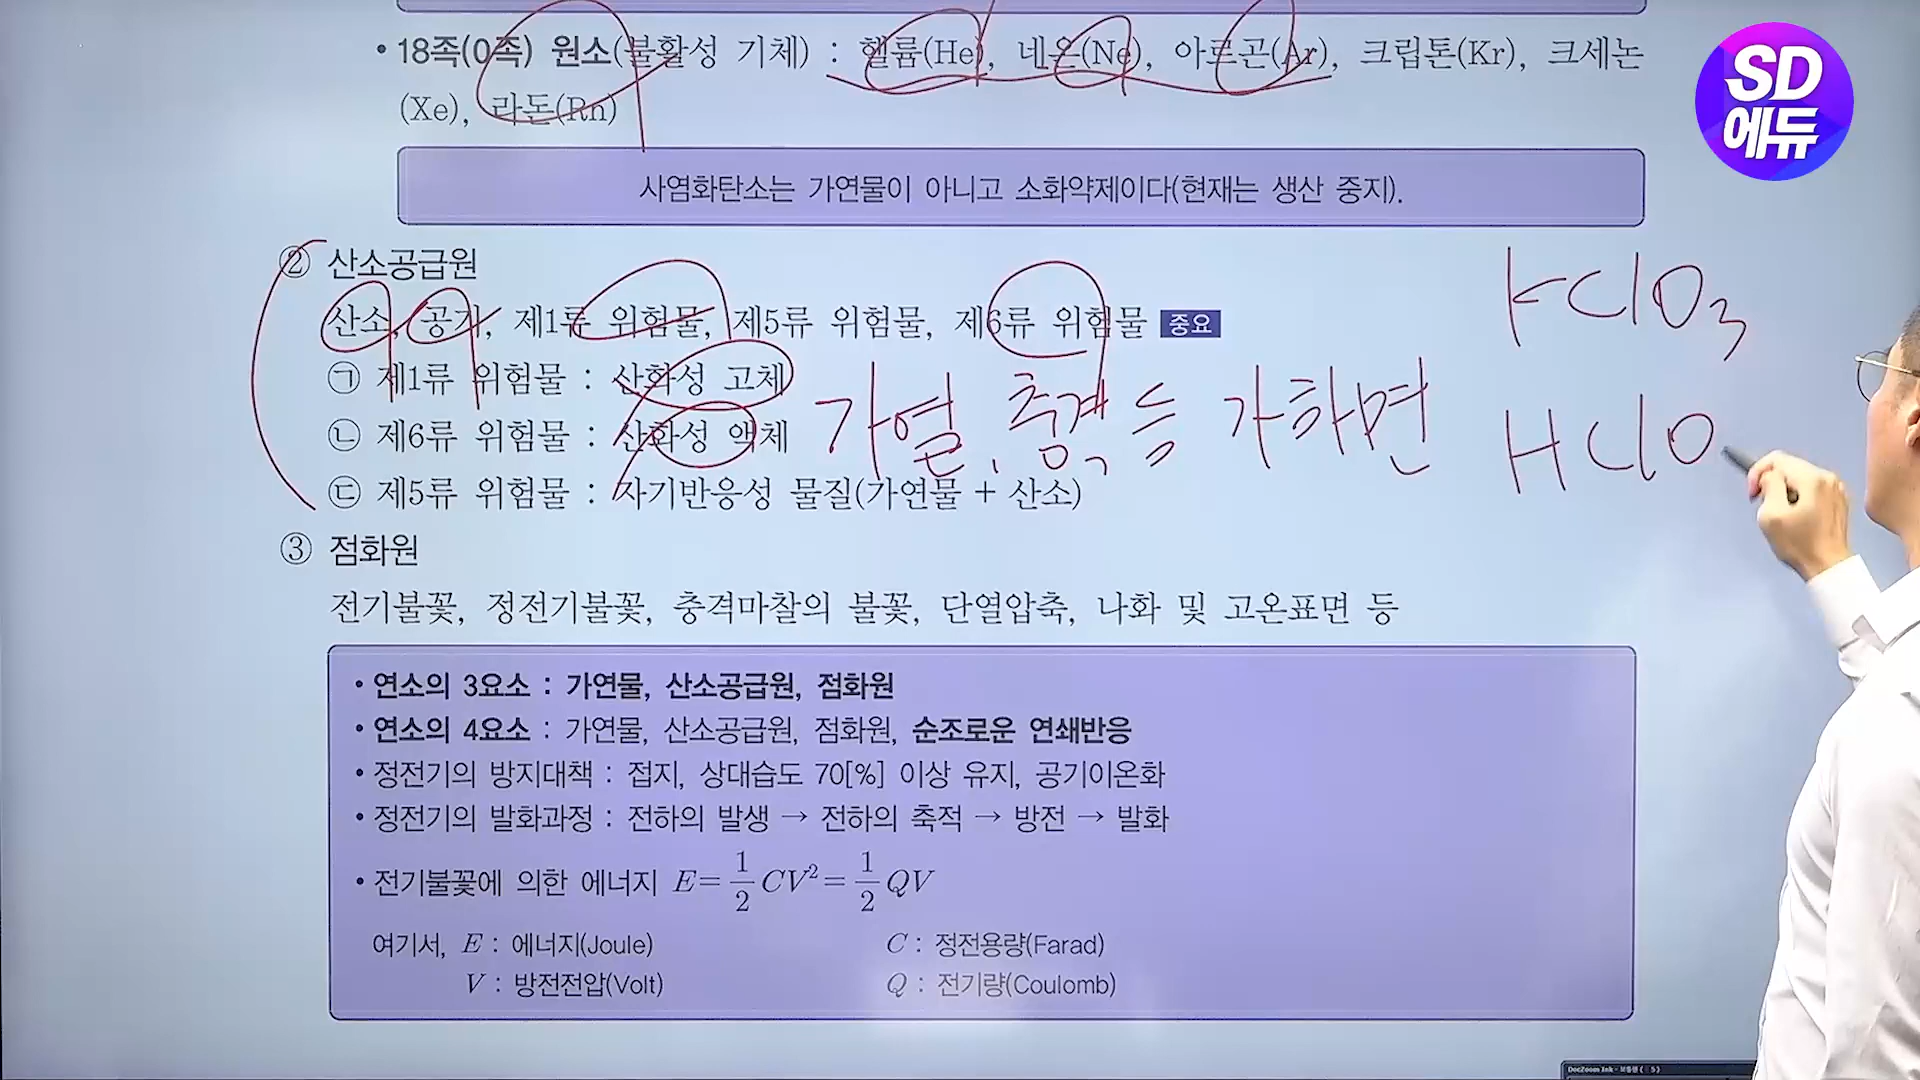 • 18족(0족) 원소(불활성 기체) : 헬륨(He), 네온(Ne), 아르곤(Ar), 크립톤(Kr), 크세논
(Xe), 라돈(Rn)
SD
에듀
사염화탄소는 가연물이 아니고 소화약제이다(현재는 생산 중지).
② 산소공급원
산소, 공기, 제1류 위험물, 제5류 위험물, 제6류 위험물 중요
㉠ 제1류 위험물 : 산화성 고체
㉡ 제6류 위험물 : 산화성 액체
㉢ 제5류 위험물 : 자기반응성 물질(가연물 + 산소)
가열, 충격, 등 가하면
KClO3
HClO
③ 점화원
전기불꽃, 정전기불꽃, 충격마찰의 불꽃, 단열압축, 나화 및 고온표면 등
• 연소의 3요소 : 가연물, 산소공급원, 점화원
• 연소의 4요소 : 가연물, 산소공급원, 점화원, 순조로운 연쇄반응
• 정전기의 방지대책 : 접지, 상대습도 70[%] 이상 유지, 공기이온화
• 정전기의 발화과정 : 전하의 발생 → 전하의 축적 → 방전 → 발화
• 전기불꽃에 의한 에너지 E = 1/2 CV² = 1/2 QV
여기서, E : 에너지(Joule) C : 정전용량(Farad)
V : 방전전압(Volt) Q : 전기량(Coulomb)